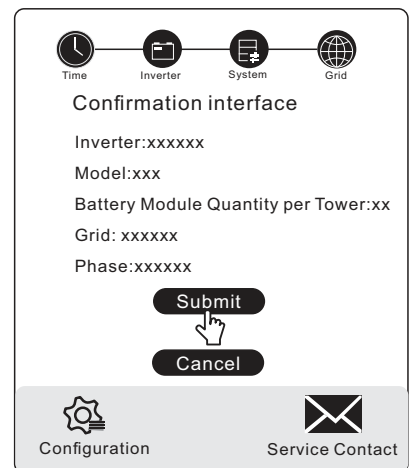 Time Inverter System Grid
Confirmation interface
Inverter:xxxxxx
Model:xxx
Battery Module Quantity per Tower:xx
Grid: xxxxxx
Phase:xxxxxx
Submit
Cancel
Configuration Service Contact